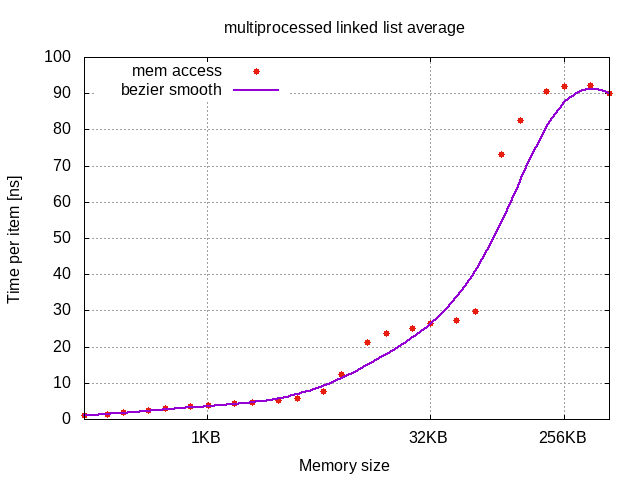 multiprocessed linked list average
100
90
80
70
60
50
40
30
20
10
0
mem access
bezier smooth
Time per item [ns]
1KB
32KB
256KB
Memory size